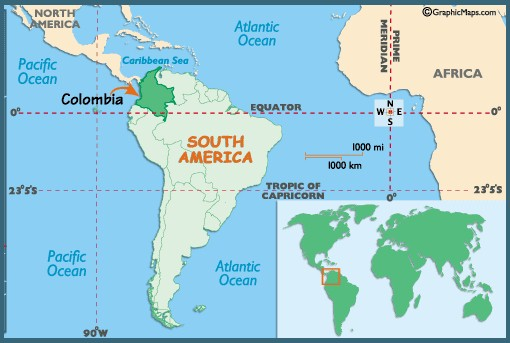 ©GraphicMaps.com
NORTH
AMERICA
Atlantic
Ocean
Caribbean Sea
Pacific
Ocean
PRIME
MERIDIAN
AFRICA
Colombia
0°
EQUATOR
N
W E
S
SOUTH
AMERICA
1000 mi
1000 km
23°5'S
TROPIC OF
CAPRICORN
0°
23°5'S
Pacific
Ocean
Atlantic
Ocean
90°W